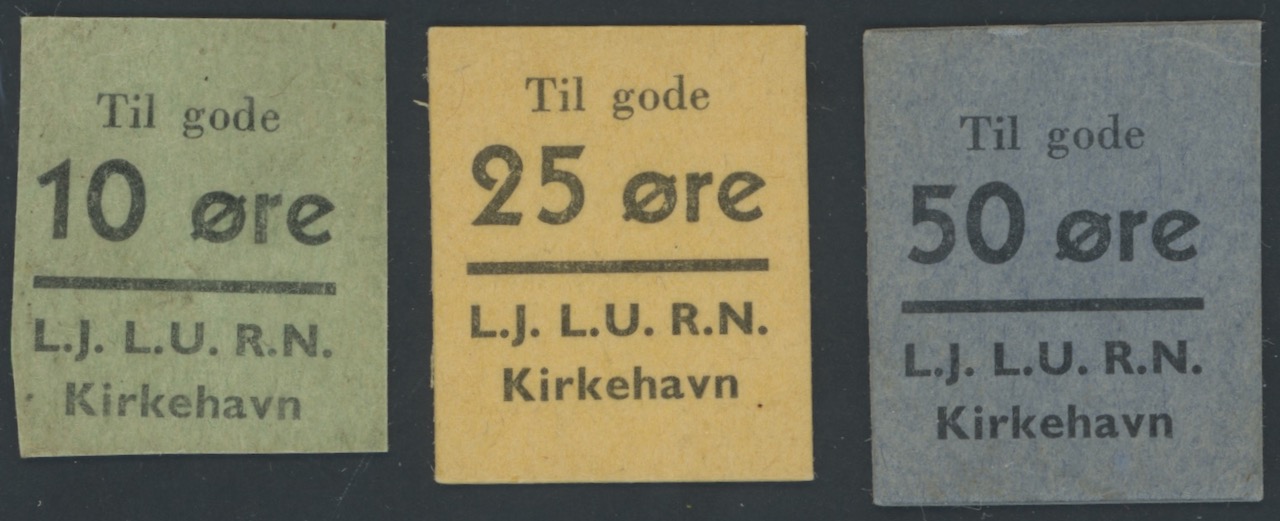 Til gode
10 øre
L.J. L.U. R.N.
Kirkehavn
Til gode
25 øre
L.J. L.U. R.N.
Kirkehavn
Til gode
50 øre
L.J. L.U. R.N.
Kirkehavn